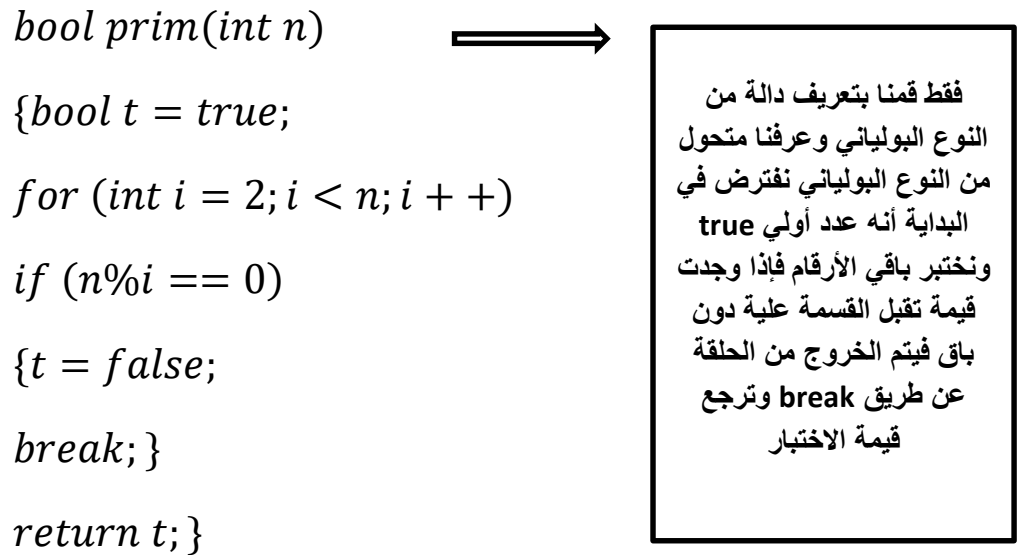 bool prim(int n)
{bool t = true;
for (int i = 2; i < n; i + +)
if (n%i == 0)
{t = false;
break; }
return t; }
فقط قمنا بتعريف دالة من
النوع البولياني وعرفنا متحول
من النوع البولياني نفترض في
البداية أنه عدد أولي true
ونختبر باقي الأرقام فإذا وجدت
قيمة تقبل القسمة علية دون
باق فيتم الخروج من الحلقة
عن طريق break وترجع
قيمة الاختبار